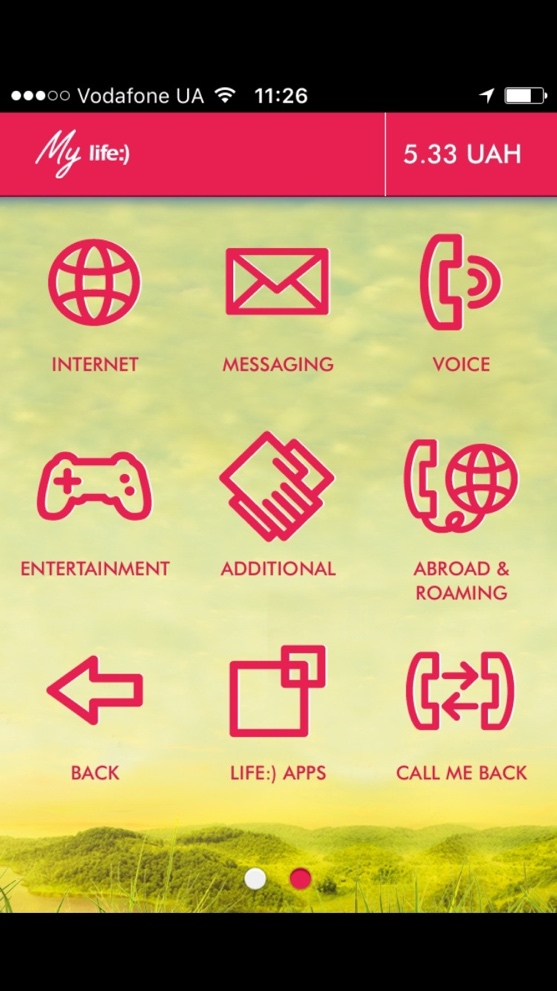 Vodafone UA 11:26
My life:) 5.33 UAH
INTERNET MESSAGING VOICE
ENTERTAINMENT ADDITIONAL ABROAD &
ROAMING
BACK LIFE:) APPS CALL ME BACK